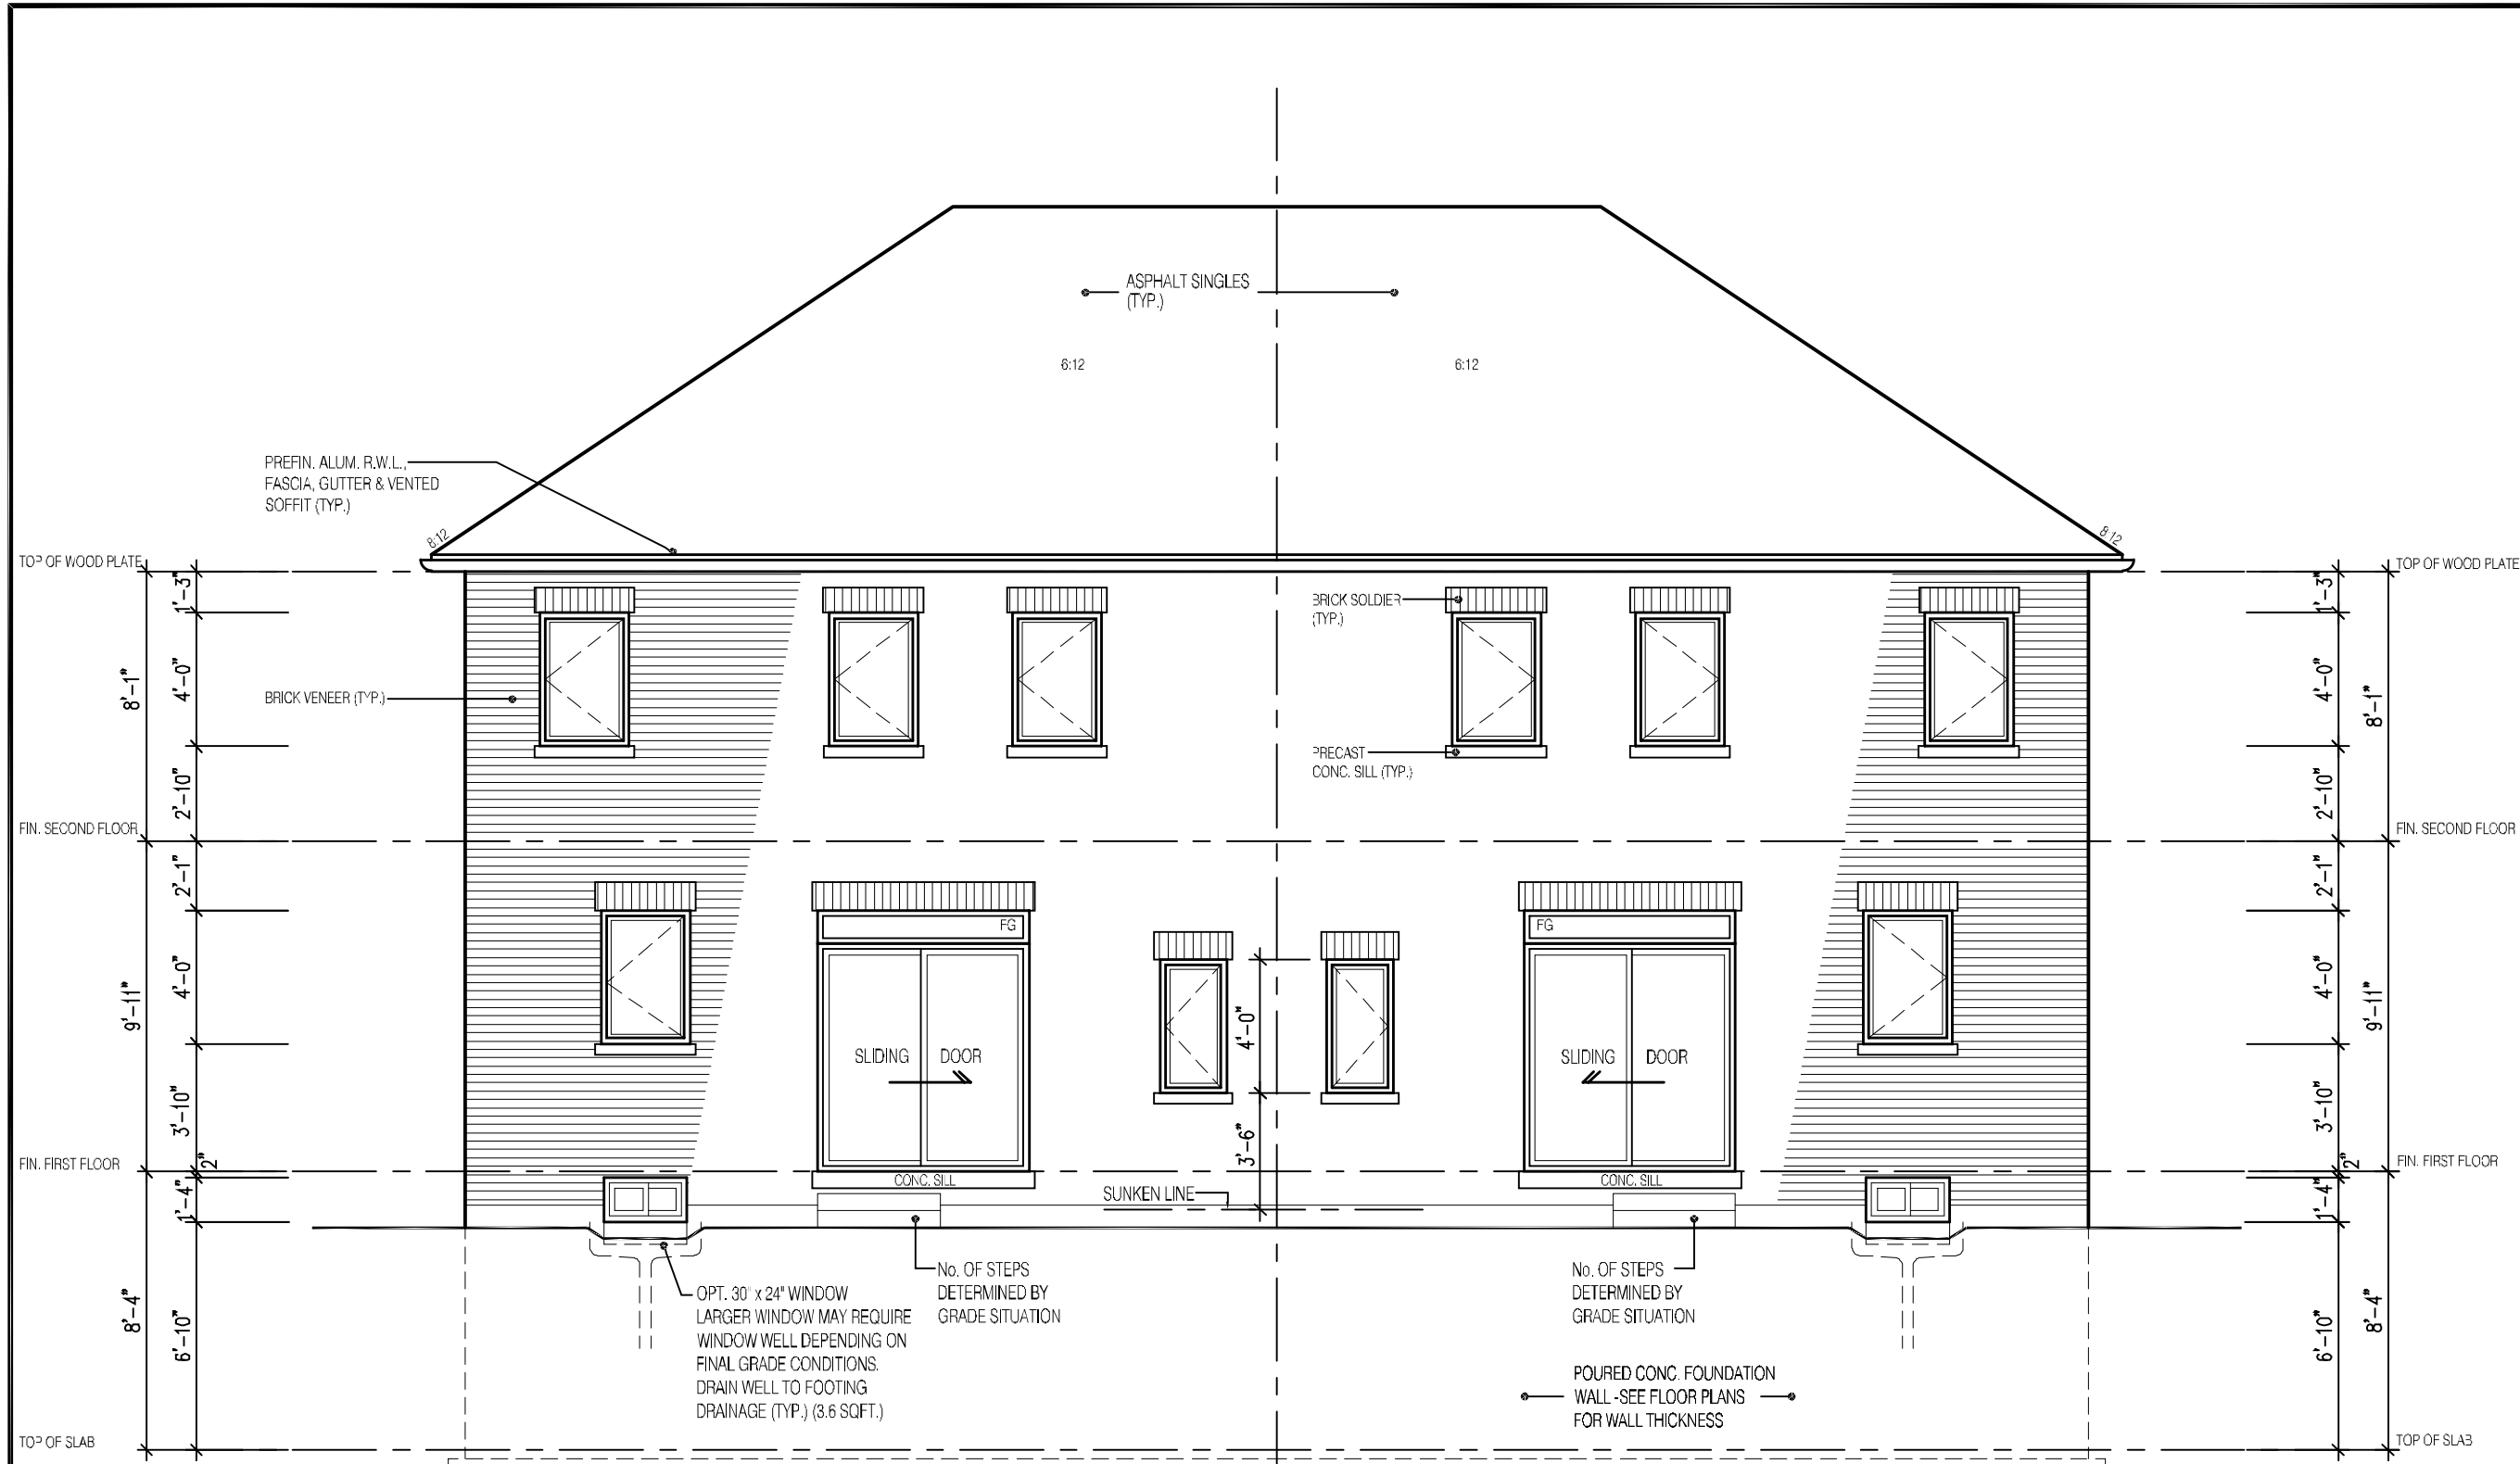 ASPHALT SINGLES
(TYP.)
6:12
6:12
PREFIN. ALUM. R.W.L.,
FASCIA, GUTTER & VENTED
SOFFIT (TYP.)
8:12
8:12
TOP OF WOOD PLATE
TOP OF WOOD PLATE
1'-3"
1'-3"
BRICK SOLDIER
(TYP.)
8'-1"
4'-0"
4'-0"
8'-1"
BRICK VENEER (TYP.)
PRECAST
CONC. SILL (TYP.)
2'-10"
2'-10"
FIN. SECOND FLOOR
FIN. SECOND FLOOR
2'-1"
2'-1"
FG
FG
9'-11"
4'-0"
4'-0"
4'-0"
9'-11"
SLIDING DOOR
SLIDING DOOR
3'-10"
3'-6"
3'-10"
FIN. FIRST FLOOR
2"
2"
FIN. FIRST FLOOR
CONC. SILL
CONC. SILL
1'-4"
SUNKEN LINE
1'-4"
8'-4"
6'-10"
6'-10"
8'-4"
OPT. 30" x 24" WINDOW
LARGER WINDOW MAY REQUIRE
WINDOW WELL DEPENDING ON
FINAL GRADE CONDITIONS.
DRAIN WELL TO FOOTING
DRAINAGE (TYP.) (3.6 SQFT.)
No. OF STEPS
DETERMINED BY
GRADE SITUATION
No. OF STEPS
DETERMINED BY
GRADE SITUATION
POURED CONC. FOUNDATION
WALL -SEE FLOOR PLANS
FOR WALL THICKNESS
TOP OF SLAB
TOP OF SLAB